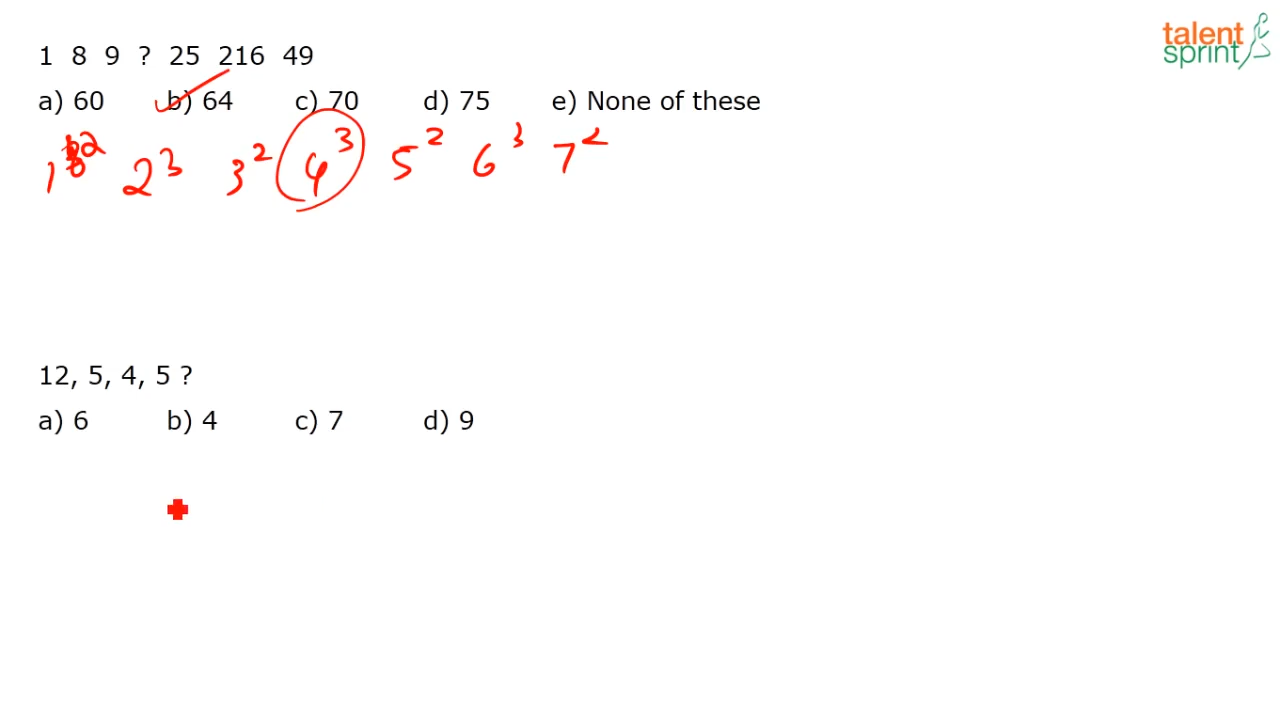 talent
sprint
1 8 9 ? 25 216 49
a) 60 b) 64 c) 70 d) 75 e) None of these
1² 2³ 3² 4³ 5² 6³ 7²
12, 5, 4, 5 ?
a) 6 b) 4 c) 7 d) 9